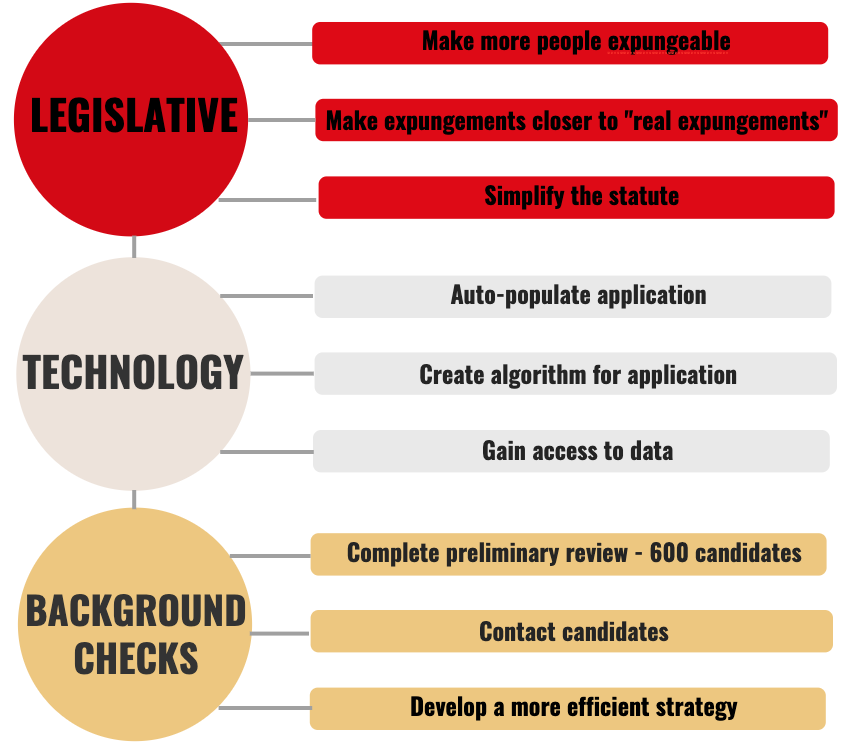 LEGISLATIVE
Make more people expungeable
Make expungements closer to "real expungements"
Simplify the statute
TECHNOLOGY
Auto-populate application
Create algorithm for application
Gain access to data
BACKGROUND
CHECKS
Complete preliminary review - 600 candidates
Contact candidates
Develop a more efficient strategy